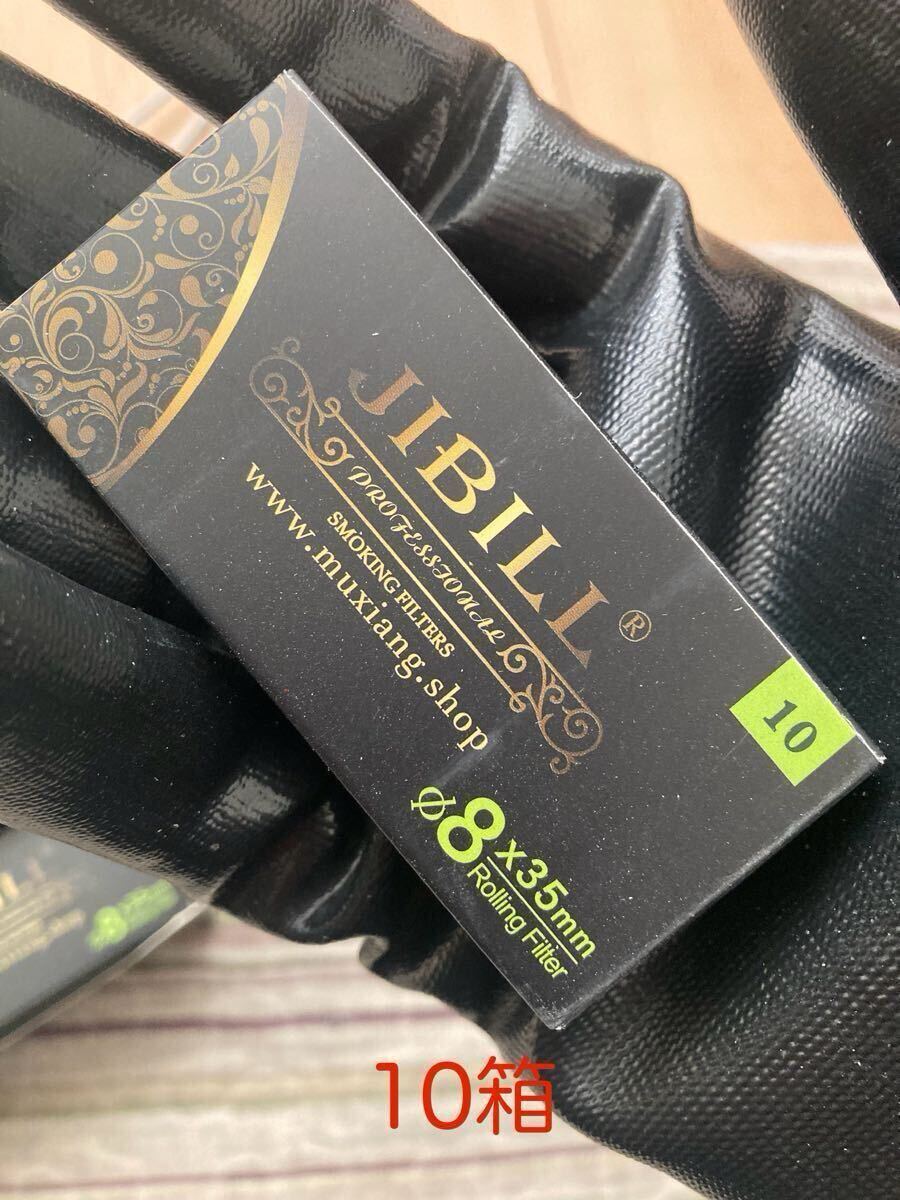 JIBILL®
PROFESSIONAL
SMOKING FILTERS
www.muxiang.shop
10
Ø8x35mm
Rolling Filter
10箱